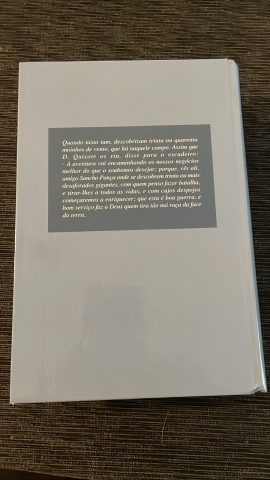 Quando nisto iam, descobriram trinta ou quarenta
moinhos de vento, que há naquele campo. Assim que
D. Quixote os viu, disse para o escudeiro:
- A aventura vai encaminhando os nossos negócios
melhor do que o soubemos desejar; porque, vês ali,
amigo Sancho Pança onde se descobrem trinta ou mais
desaforados gigantes, com quem penso fazer batalha,
e tirar-lhes a todos as vidas, e com cujos despojos
começaremos a enriquecer; que esta é boa guerra, e
bom serviço faz a Deus quem tira tão má raça da face
da terra.